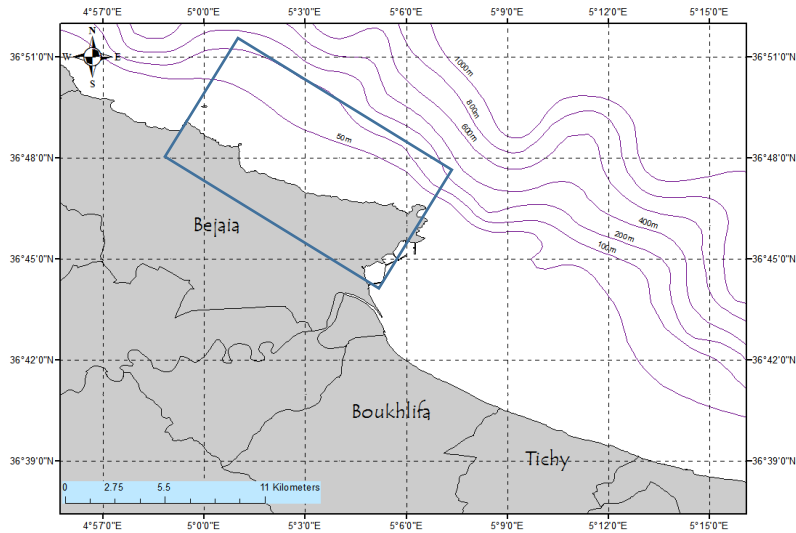 4°57'0"E 5°0'0"E 5°3'0"E 5°6'0"E 5°9'0"E 5°12'0"E 5°15'0"E
N
36°51'0"N W E 1000m 36°51'0"N
S
800m
600m
50m
36°48'0"N 36°48'0"N
Bejaia 400m
200m
100m
36°45'0"N 36°45'0"N
36°42'0"N 36°42'0"N
Boukhlifa
36°39'0"N Tichy 36°39'0"N
0 2.75 5.5 11 Kilometers
4°57'0"E 5°0'0"E 5°3'0"E 5°6'0"E 5°9'0"E 5°12'0"E 5°15'0"E